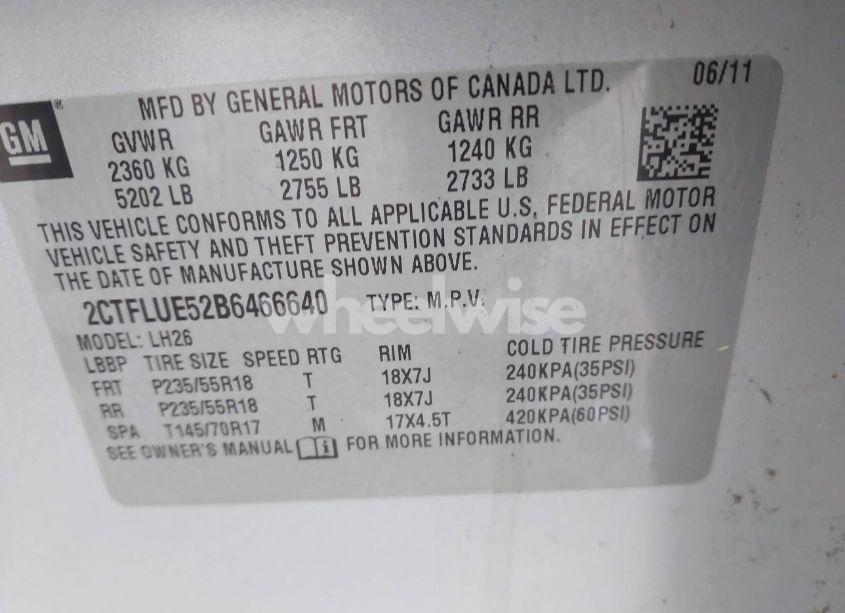 GM
MFD BY GENERAL MOTORS OF CANADA LTD. 06/11
GVWR GAWR FRT GAWR RR
2360 KG 1250 KG 1240 KG
5202 LB 2755 LB 2733 LB
THIS VEHICLE CONFORMS TO ALL APPLICABLE U.S. FEDERAL MOTOR
VEHICLE SAFETY AND THEFT PREVENTION STANDARDS IN EFFECT ON
THE DATE OF MANUFACTURE SHOWN ABOVE.
2CTFLUE52B6466640 TYPE: M.P.V.
wheelwise
MODEL: LH26
LBBP TIRE SIZE SPEED RTG RIM COLD TIRE PRESSURE
FRT P235/55R18 T 18X7J 240KPA(35PSI)
RR P235/55R18 T 18X7J 240KPA(35PSI)
SPA T145/70R17 M 17X4.5T 420KPA(60PSI)
SEE OWNER'S MANUAL i FOR MORE INFORMATION.